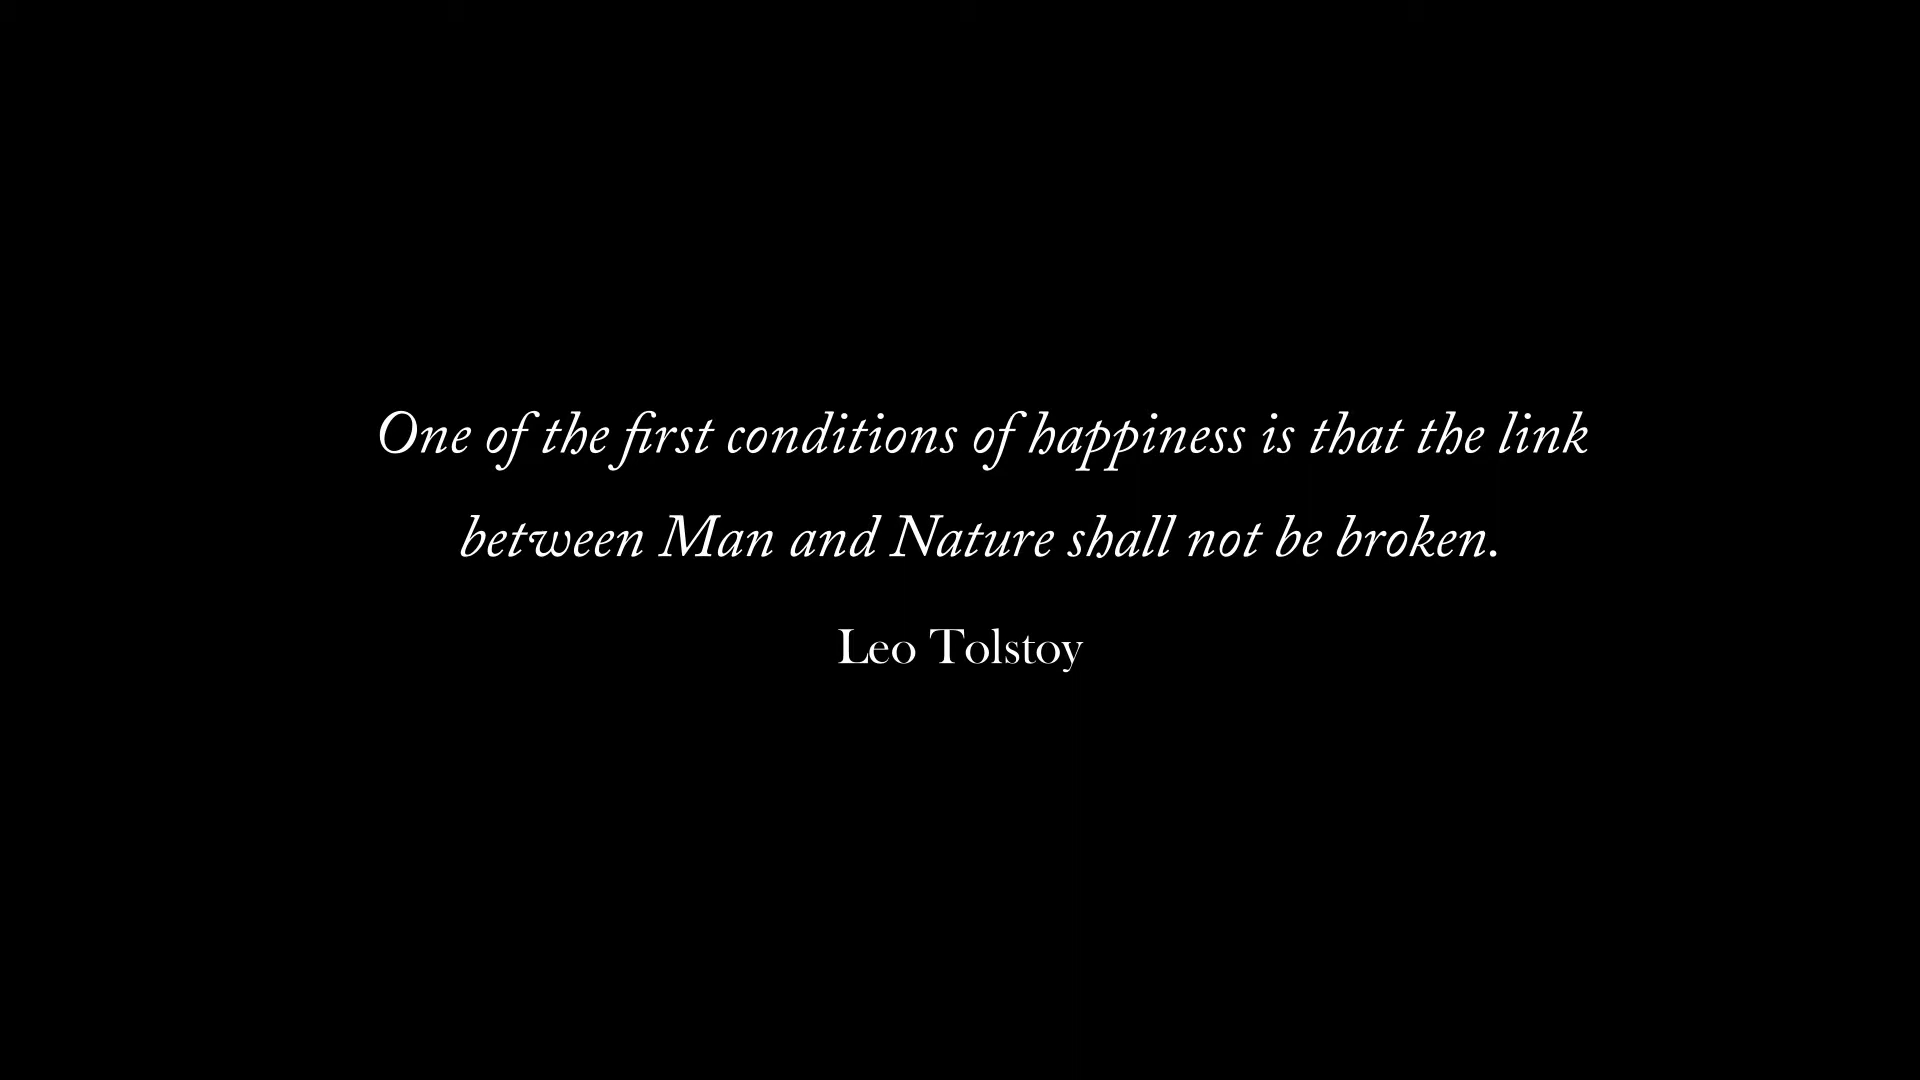 One of the first conditions of happiness is that the link
between Man and Nature shall not be broken.
Leo Tolstoy